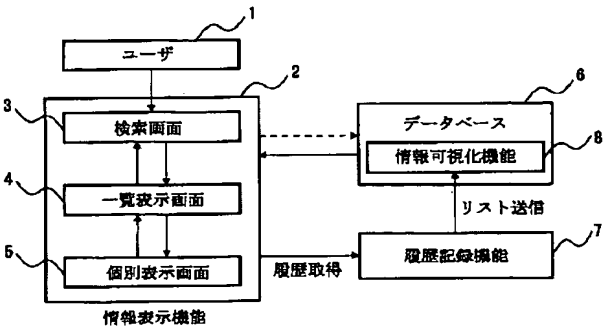 1
ユーザ
2
3
検索画面
4
一覧表示画面
5
個別表示画面
情報表示機能
6
データベース
情報可視化機能
8
リスト送信
履歴取得
履歴記録機能
7